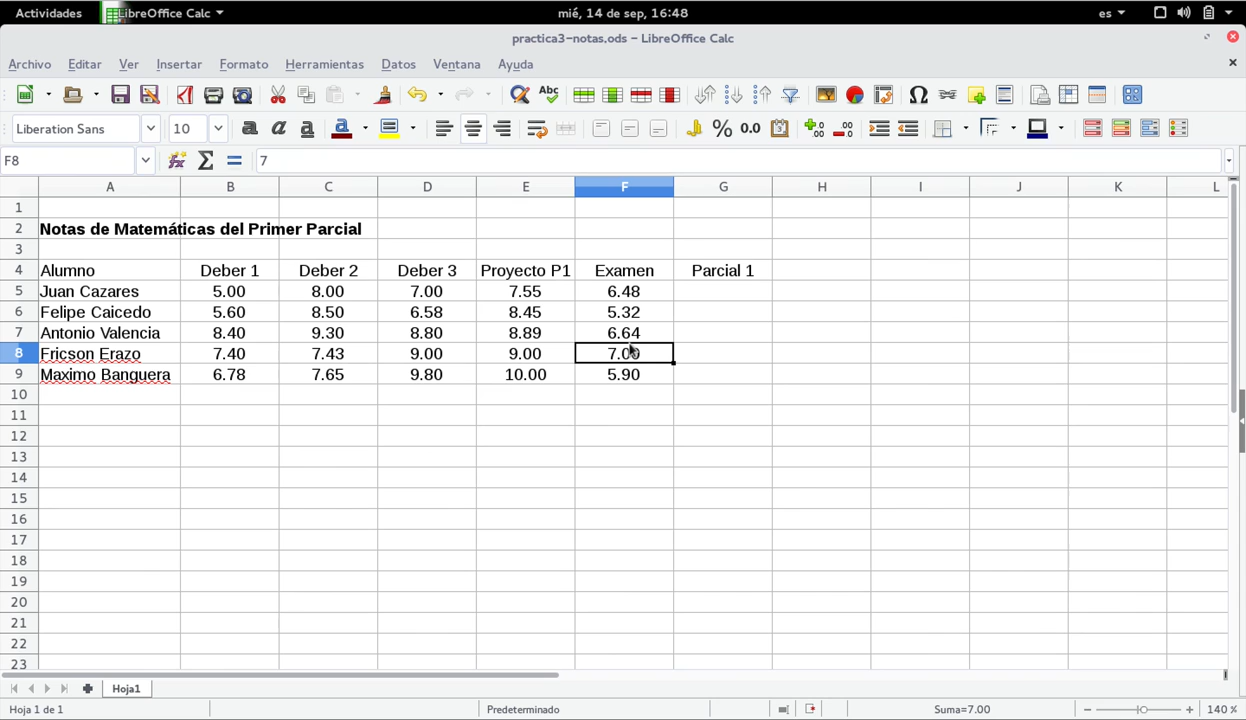 Actividades LibreOffice Calc mié, 14 de sep, 16:48 es
practica3-notas.ods - LibreOffice Calc
Archivo Editar Ver Insertar Formato Herramientas Datos Ventana Ayuda
Abc
Liberation Sans 10 a a a a % 0.0
F8 7
A B C D E F G H I J K L
1
2 Notas de Matemáticas del Primer Parcial
3
4 Alumno Deber 1 Deber 2 Deber 3 Proyecto P1 Examen Parcial 1
5 Juan Cazares 5.00 8.00 7.00 7.55 6.48
6 Felipe Caicedo 5.60 8.50 6.58 8.45 5.32
7 Antonio Valencia 8.40 9.30 8.80 8.89 6.64
8 Fricson Erazo 7.40 7.43 9.00 9.00 7.00
9 Maximo Banguera 6.78 7.65 9.80 10.00 5.90
10
11
12
13
14
15
16
17
18
19
20
21
22
23
Hoja1
Hoja 1 de 1 Predeterminado Suma=7.00 140 %